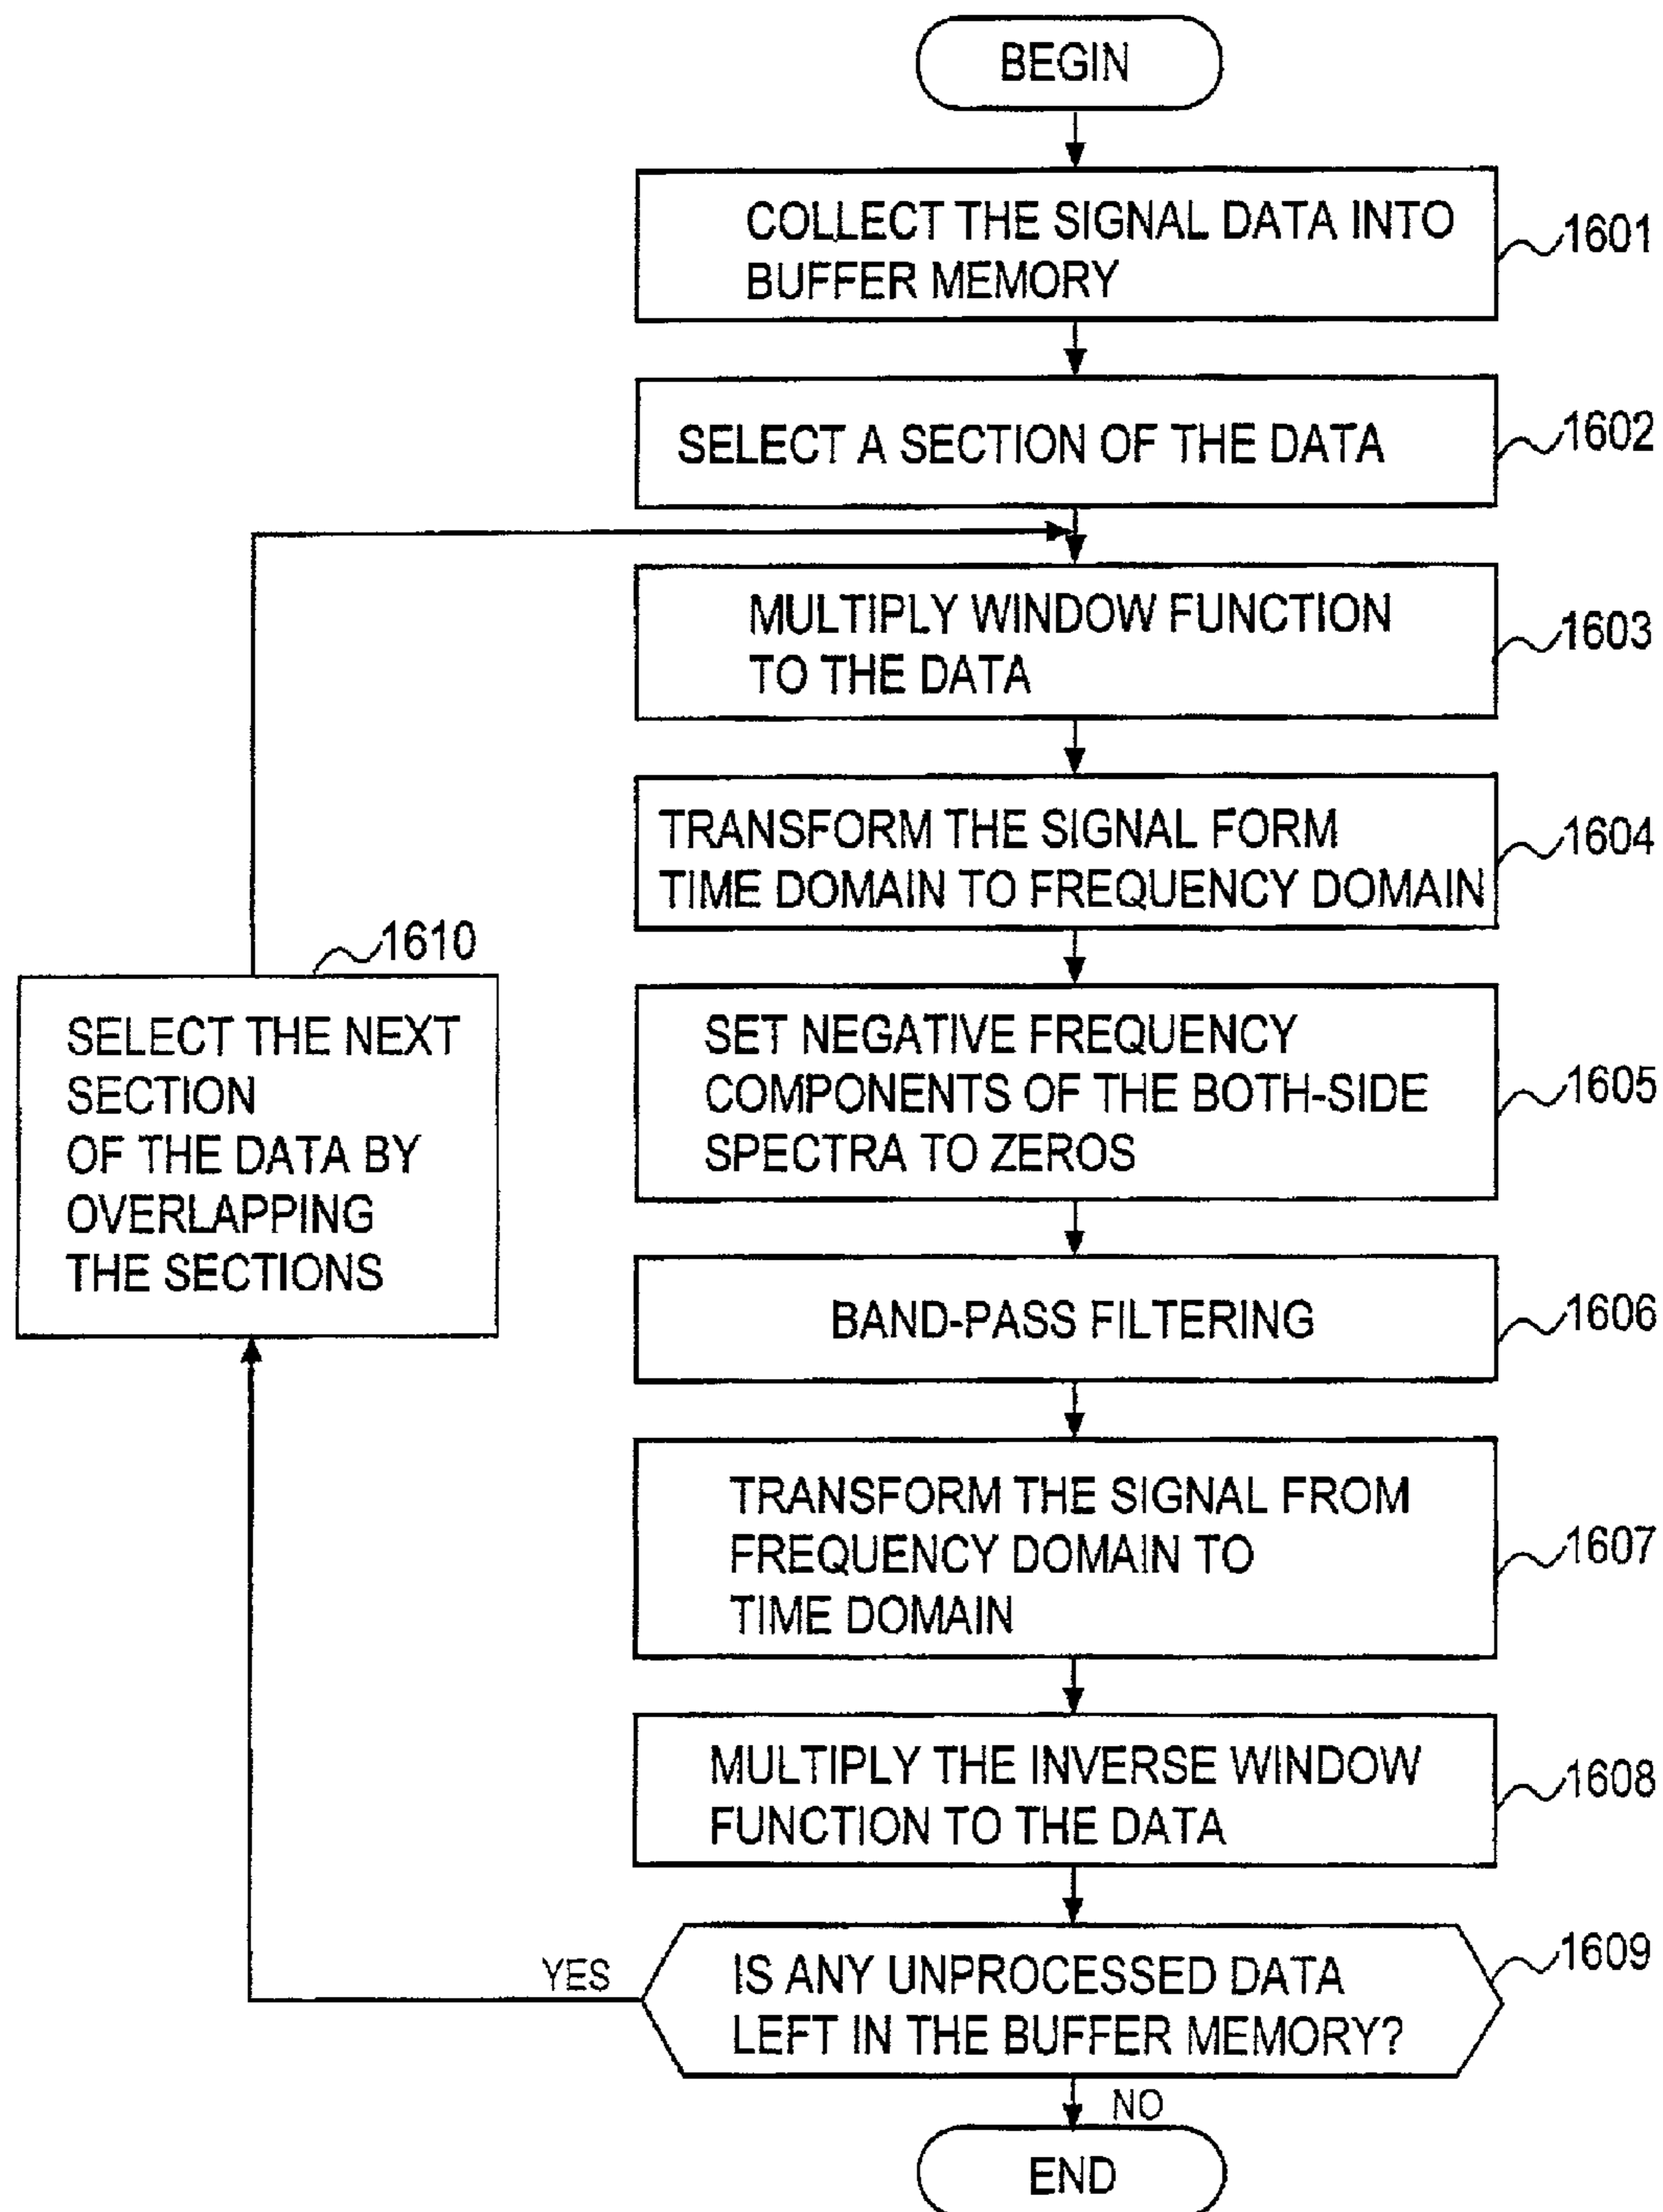 BEGIN
COLLECT THE SIGNAL DATA INTO
BUFFER MEMORY
1601
SELECT A SECTION OF THE DATA
1602
MULTIPLY WINDOW FUNCTION
TO THE DATA
1603
TRANSFORM THE SIGNAL FORM
TIME DOMAIN TO FREQUENCY DOMAIN
1604
SET NEGATIVE FREQUENCY
COMPONENTS OF THE BOTH-SIDE
SPECTRA TO ZEROS
1605
BAND-PASS FILTERING
1606
TRANSFORM THE SIGNAL FROM
FREQUENCY DOMAIN TO
TIME DOMAIN
1607
MULTIPLY THE INVERSE WINDOW
FUNCTION TO THE DATA
1608
IS ANY UNPROCESSED DATA
LEFT IN THE BUFFER MEMORY?
1609
YES
NO
1610
SELECT THE NEXT
SECTION
OF THE DATA BY
OVERLAPPING
THE SECTIONS
END